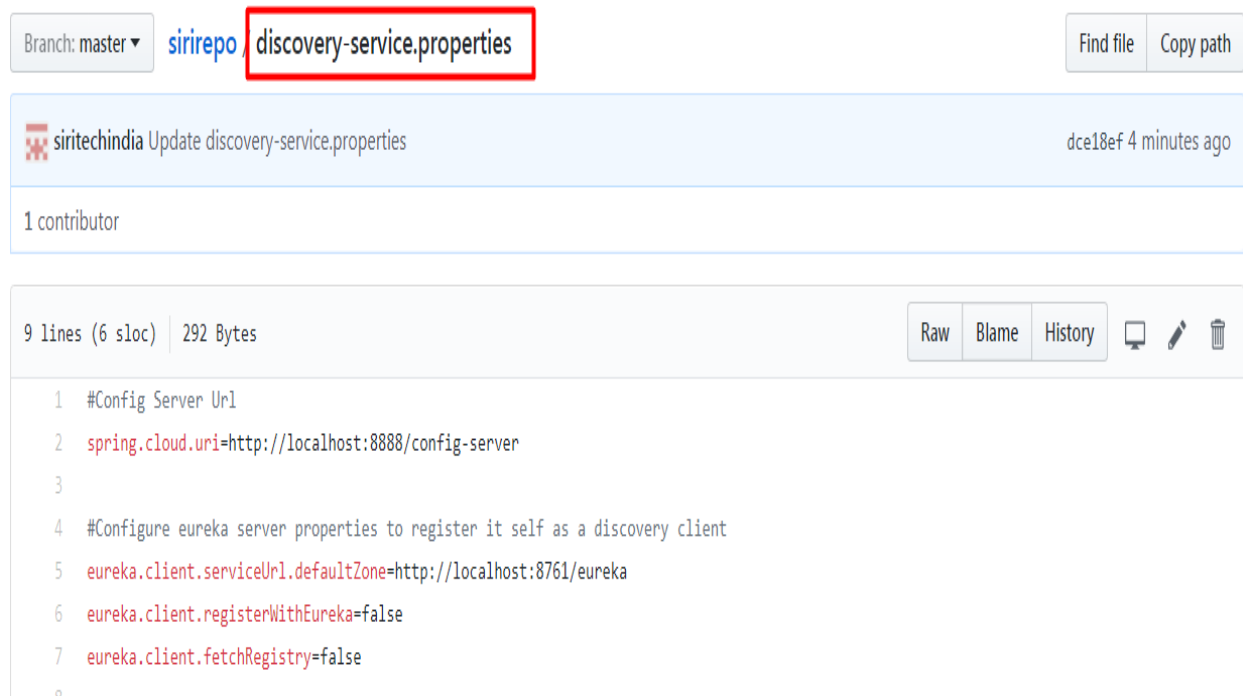 Branch: master sirirepo / discovery-service.properties Find file Copy path
siritechindia Update discovery-service.properties dce18ef 4 minutes ago
1 contributor
9 lines (6 sloc) 292 Bytes Raw Blame History
1 #Config Server Url
2 spring.cloud.uri=http://localhost:8888/config-server
3
4 #Configure eureka server properties to register it self as a discovery client
5 eureka.client.serviceUrl.defaultZone=http://localhost:8761/eureka
6 eureka.client.registerWithEureka=false
7 eureka.client.fetchRegistry=false
8